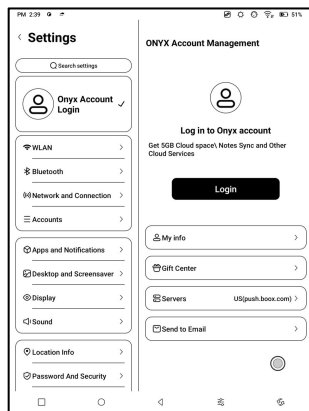 PM 2:39
51%
Settings
Search settings
Onyx Account
Login
WLAN
Bluetooth
Network and Connection
Accounts
Apps and Notifications
Desktop and Screensaver
Display
Sound
Location Info
Password And Security
ONYX Account Management
Log in to Onyx account
Get 5GB Cloud space\ Notes Sync and Other
Cloud Services
Login
My info
Gift Center
Servers US(push.boox.com)
Send to Email